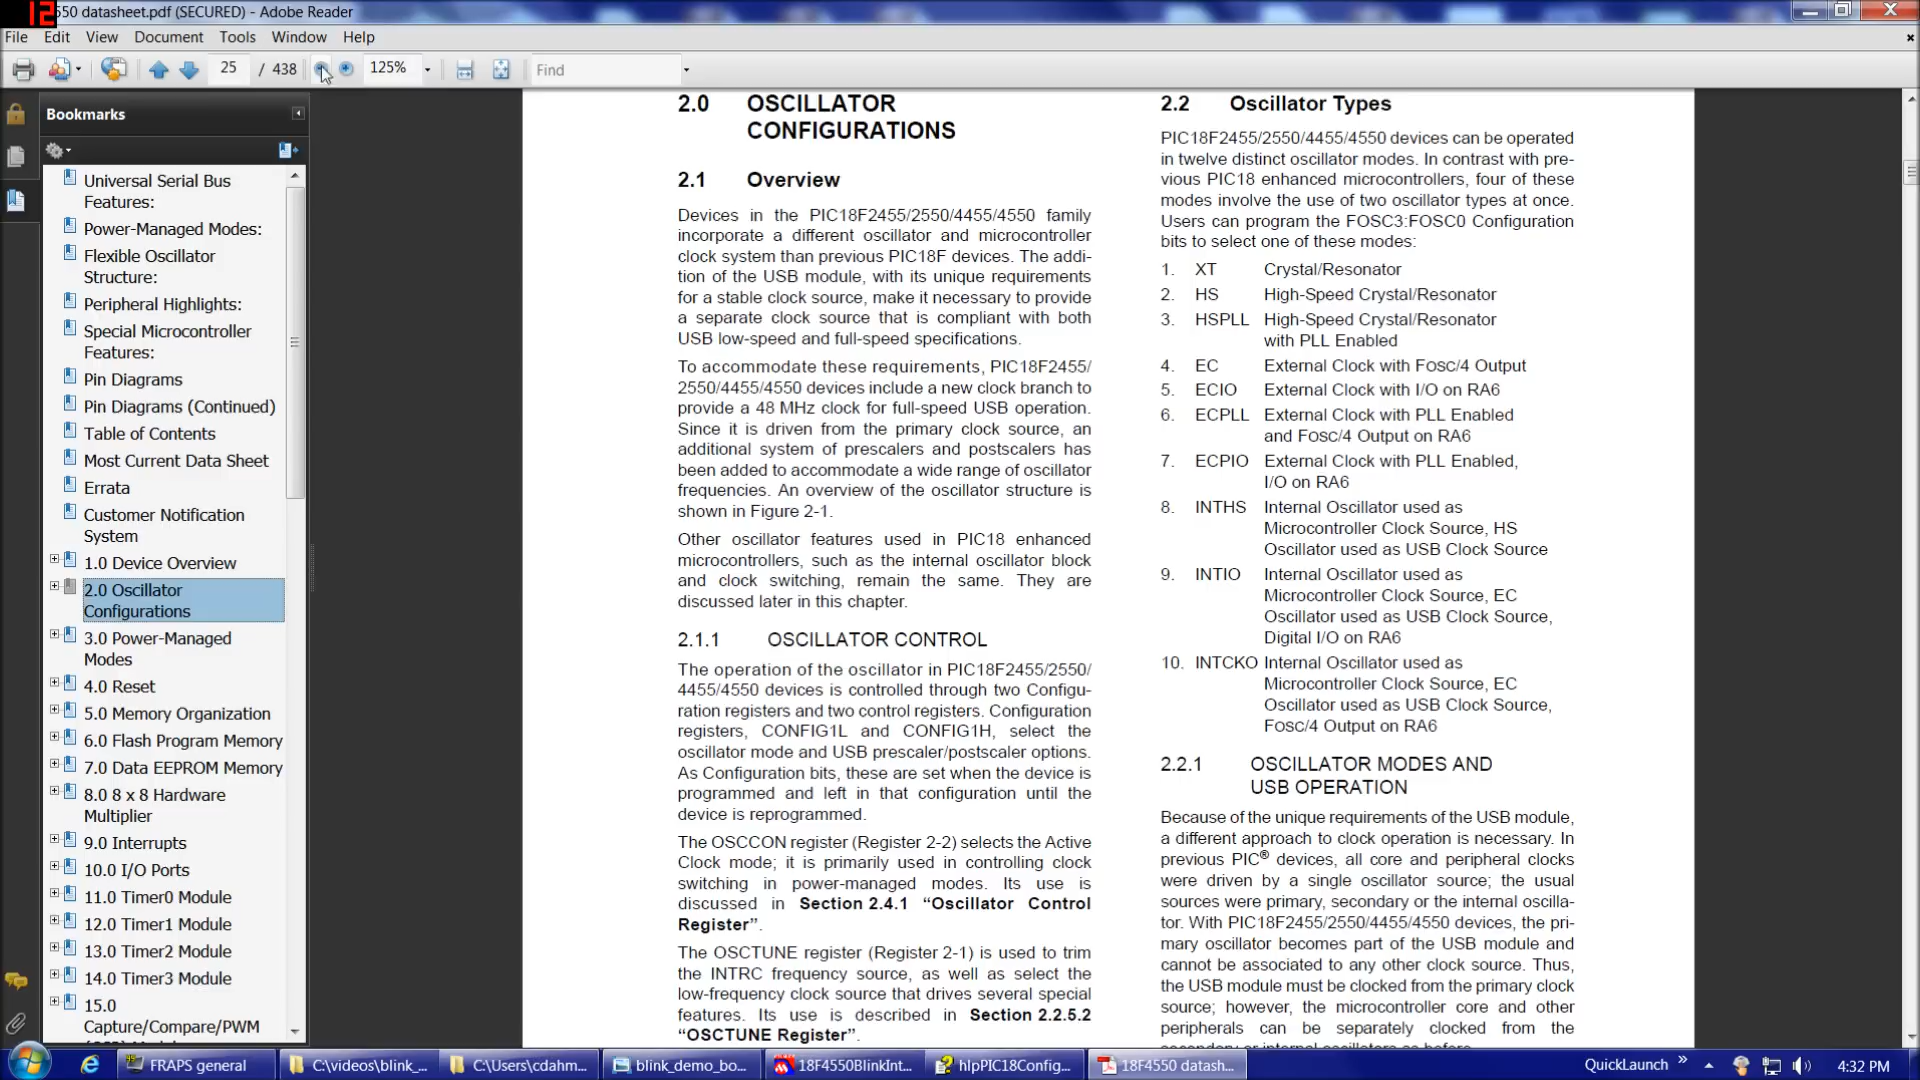 12
550 datasheet.pdf (SECURED) - Adobe Reader
File Edit View Document Tools Window Help
25 / 438 125% Find
Bookmarks
Universal Serial Bus
Features:
Power-Managed Modes:
Flexible Oscillator
Structure:
Peripheral Highlights:
Special Microcontroller
Features:
Pin Diagrams
Pin Diagrams (Continued)
Table of Contents
Most Current Data Sheet
Errata
Customer Notification
System
1.0 Device Overview
2.0 Oscillator
Configurations
3.0 Power-Managed
Modes
4.0 Reset
5.0 Memory Organization
6.0 Flash Program Memory
7.0 Data EEPROM Memory
8.0 8 x 8 Hardware
Multiplier
9.0 Interrupts
10.0 I/O Ports
11.0 Timer0 Module
12.0 Timer1 Module
13.0 Timer2 Module
14.0 Timer3 Module
15.0
Capture/Compare/PWM
2.0 OSCILLATOR
CONFIGURATIONS
2.1 Overview
Devices in the PIC18F2455/2550/4455/4550 family
incorporate a different oscillator and microcontroller
clock system than previous PIC18F devices. The addi-
tion of the USB module, with its unique requirements
for a stable clock source, make it necessary to provide
a separate clock source that is compliant with both
USB low-speed and full-speed specifications.
To accommodate these requirements, PIC18F2455/
2550/4455/4550 devices include a new clock branch to
provide a 48 MHz clock for full-speed USB operation.
Since it is driven from the primary clock source, an
additional system of prescalers and postscalers has
been added to accommodate a wide range of oscillator
frequencies. An overview of the oscillator structure is
shown in Figure 2-1.
Other oscillator features used in PIC18 enhanced
microcontrollers, such as the internal oscillator block
and clock switching, remain the same. They are
discussed later in this chapter.
2.1.1 OSCILLATOR CONTROL
The operation of the oscillator in PIC18F2455/2550/
4455/4550 devices is controlled through two Configu-
ration registers and two control registers. Configuration
registers, CONFIG1L and CONFIG1H, select the
oscillator mode and USB prescaler/postscaler options.
As Configuration bits, these are set when the device is
programmed and left in that configuration until the
device is reprogrammed.
The OSCCON register (Register 2-2) selects the Active
Clock mode; it is primarily used in controlling clock
switching in power-managed modes. Its use is
discussed in Section 2.4.1 “Oscillator Control
Register”.
The OSCTUNE register (Register 2-1) is used to trim
the INTRC frequency source, as well as select the
low-frequency clock source that drives several special
features. Its use is described in Section 2.2.5.2
“OSCTUNE Register”.
2.2 Oscillator Types
PIC18F2455/2550/4455/4550 devices can be operated
in twelve distinct oscillator modes. In contrast with pre-
vious PIC18 enhanced microcontrollers, four of these
modes involve the use of two oscillator types at once.
Users can program the FOSC3:FOSC0 Configuration
bits to select one of these modes:
1. XT Crystal/Resonator
2. HS High-Speed Crystal/Resonator
3. HSPLL High-Speed Crystal/Resonator
with PLL Enabled
4. EC External Clock with FOSC/4 Output
5. ECIO External Clock with I/O on RA6
6. ECPLL External Clock with PLL Enabled
and FOSC/4 Output on RA6
7. ECPIO External Clock with PLL Enabled,
I/O on RA6
8. INTHS Internal Oscillator used as
Microcontroller Clock Source, HS
Oscillator used as USB Clock Source
9. INTIO Internal Oscillator used as
Microcontroller Clock Source, EC
Oscillator used as USB Clock Source,
Digital I/O on RA6
10. INTCKO Internal Oscillator used as
Microcontroller Clock Source, EC
Oscillator used as USB Clock Source,
FOSC/4 Output on RA6
2.2.1 OSCILLATOR MODES AND
USB OPERATION
Because of the unique requirements of the USB module,
a different approach to clock operation is necessary. In
previous PIC® devices, all core and peripheral clocks
were driven by a single oscillator source; the usual
sources were primary, secondary or the internal oscilla-
tor. With PIC18F2455/2550/4455/4550 devices, the pri-
mary oscillator becomes part of the USB module and
cannot be associated to any other clock source. Thus,
the USB module must be clocked from the primary clock
source; however, the microcontroller core and other
peripherals can be separately clocked from the
FRAPS general C:\videos\blink_... C:\Users\cdahm... blink_demo_bo... 18F4550BlinkInt... hlpPIC18Config... 18F4550 datash... QuickLaunch 4:32 PM